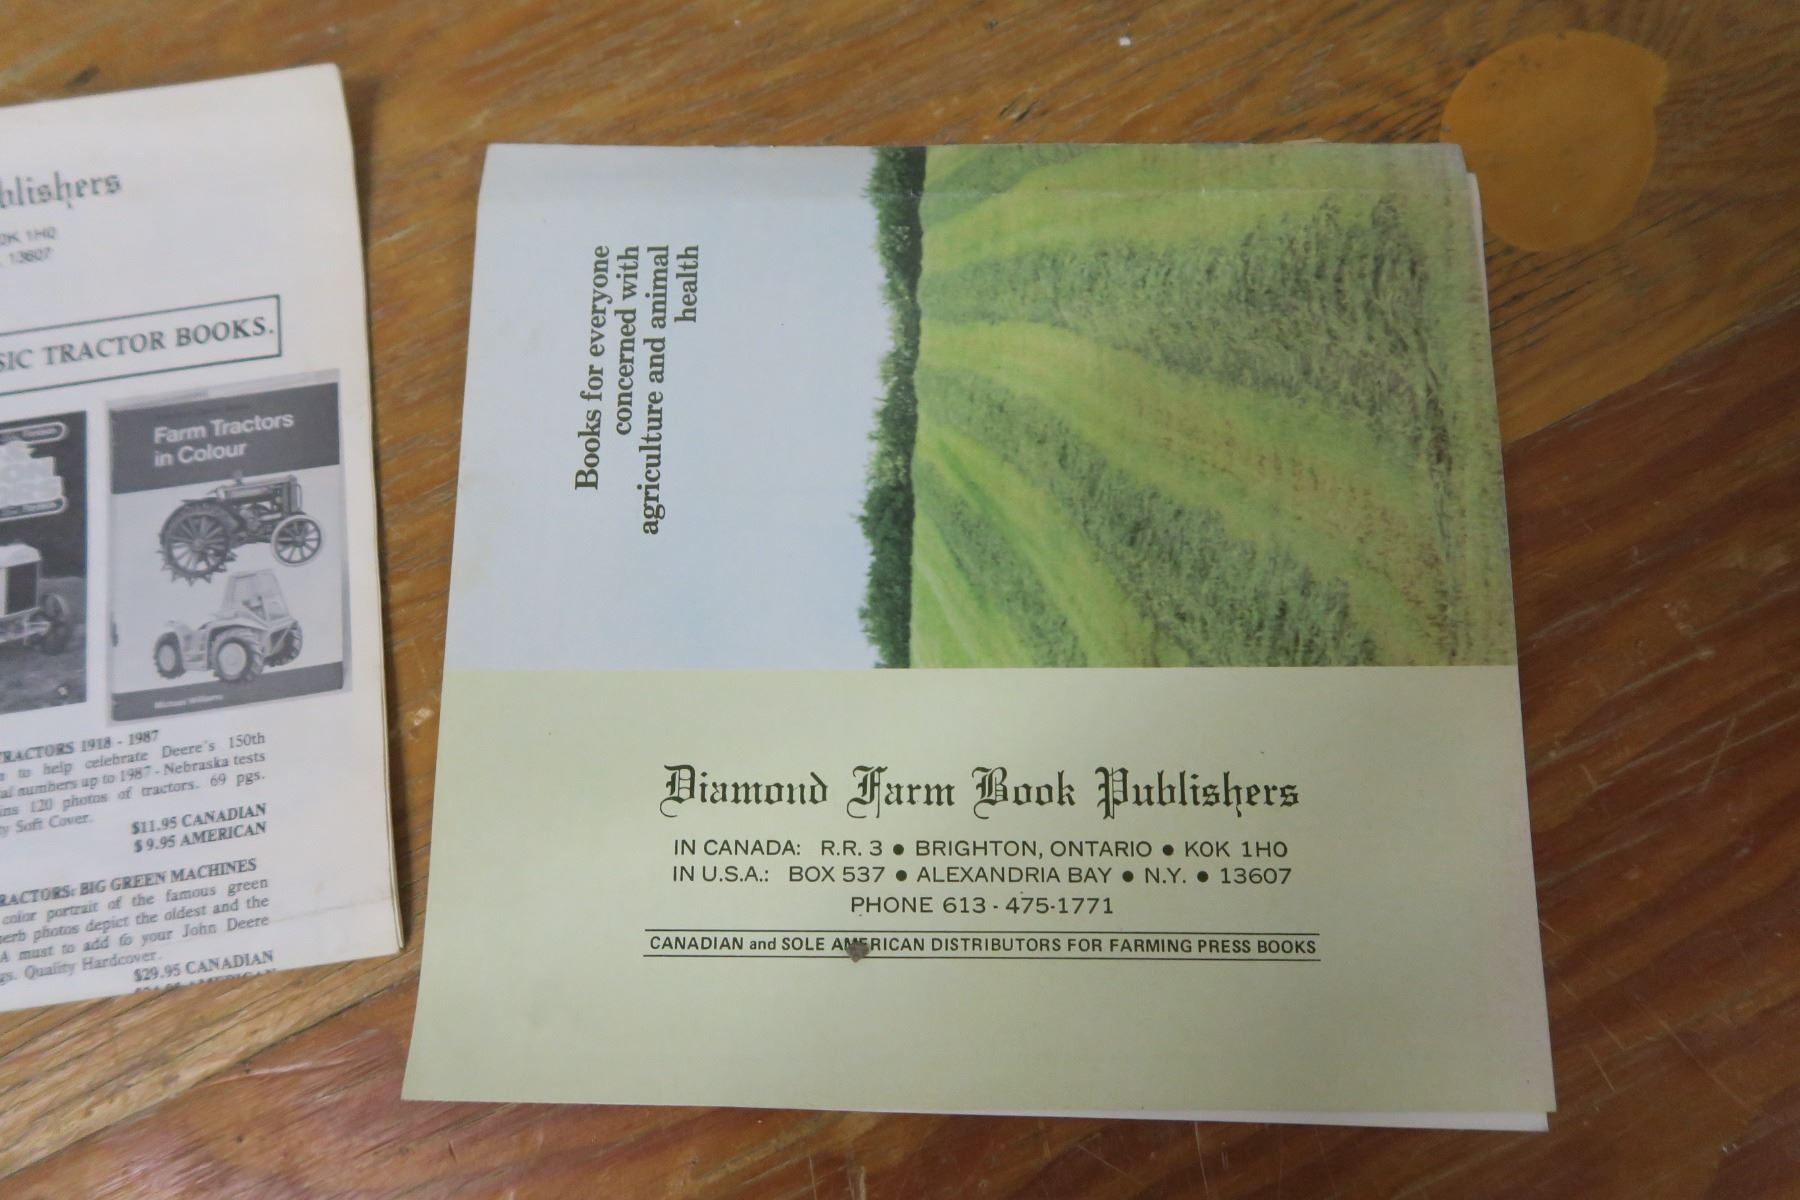 blishers
K0K 1H0
13607
SIC TRACTOR BOOKS.
Farm Tractors
in Colour
Michael Williams
TRACTORS 1918 - 1987
to help celebrate Deere's 150th
numbers up to 1987 - Nebraska tests
120 photos of tractors. 69 pgs.
Soft Cover.
$11.95 CANADIAN
$ 9.95 AMERICAN
TRACTORS: BIG GREEN MACHINES
color portrait of the famous green
photos depict the oldest and the
A must to add to your John Deere
Quality Hardcover.
$29.95 CANADIAN
Books for everyone
concerned with
agriculture and animal
health
Diamond Farm Book Publishers
IN CANADA: R.R. 3 • BRIGHTON, ONTARIO • K0K 1H0
IN U.S.A.: BOX 537 • ALEXANDRIA BAY • N.Y. • 13607
PHONE 613 - 475-1771
CANADIAN and SOLE AMERICAN DISTRIBUTORS FOR FARMING PRESS BOOKS